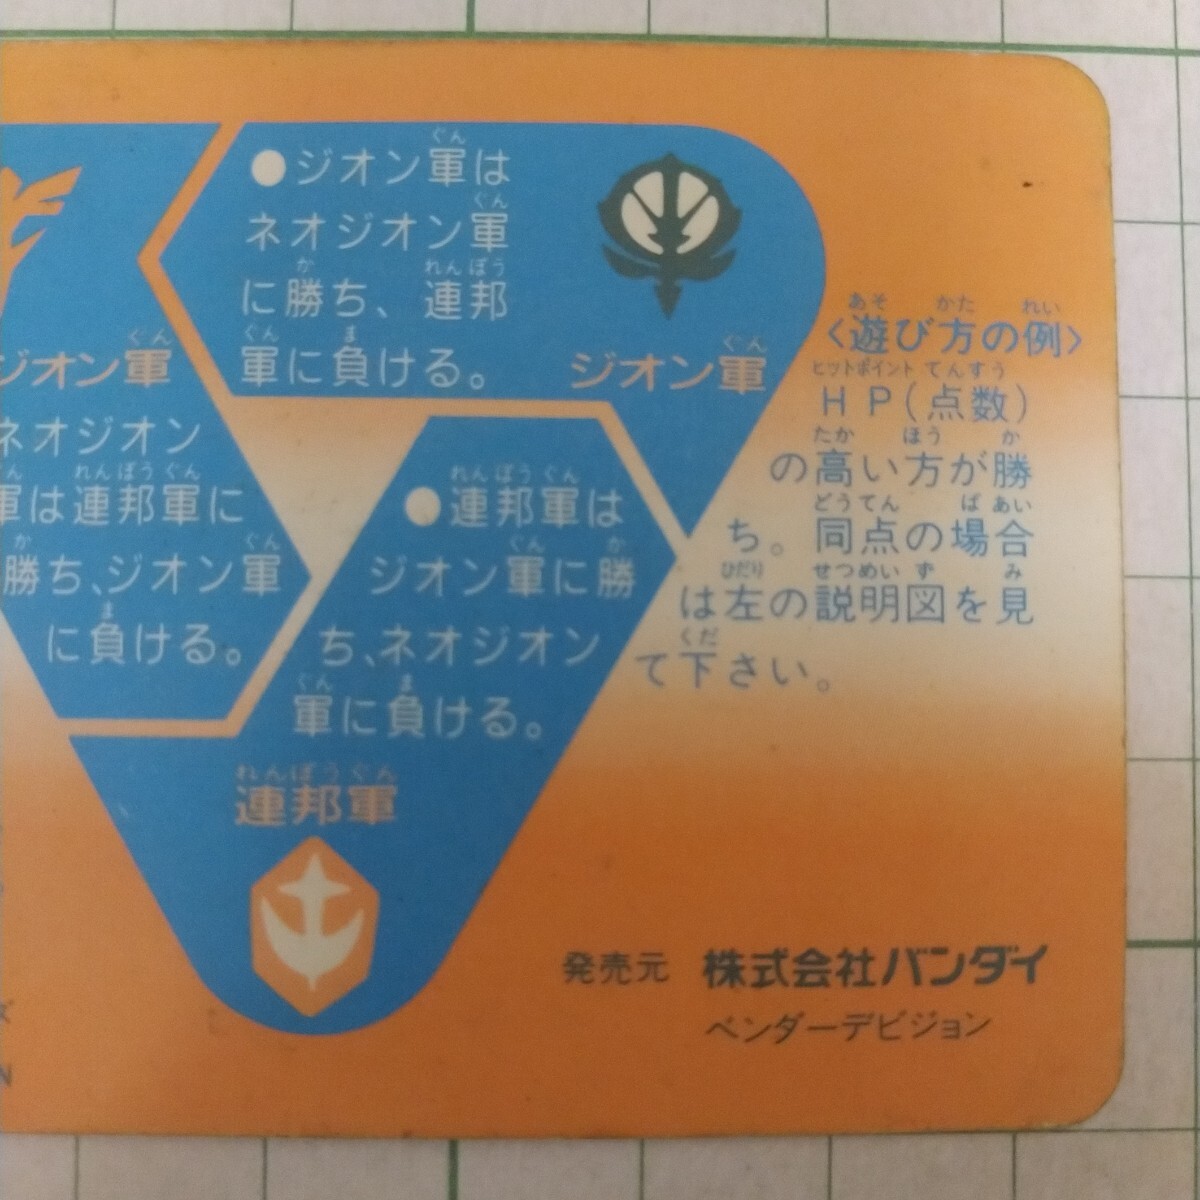 ●ジオン軍は
ネオジオン軍
に勝ち、連邦
軍に負ける。
ジオン軍
ジオン軍
ネオジオン
軍は連邦軍に
勝ち、ジオン軍
に負ける。
●連邦軍は
ジオン軍に勝
ち、ネオジオン
軍に負ける。
連邦軍
〈遊び方の例〉
HP(点数)
の高い方が勝
ち。同点の場合
は左の説明図を見
て下さい。
発売元 株式会社バンダイ
ベンダーデビジョン
N